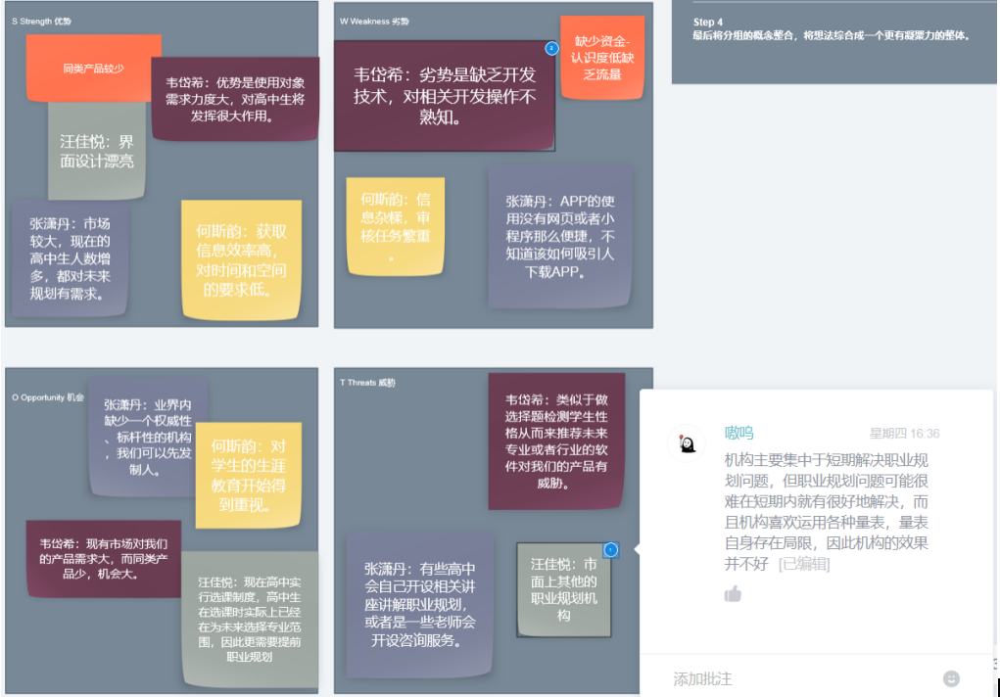 S Strength 优势
同类产品较少
韦岱希：优势是使用对象
需求力度大，对高中生将
发挥很大作用。
汪佳悦：界
面设计漂亮
张潇丹：市场
较大，现在的
高中生人数增
多，都对未来
规划有需求。
何斯韵：获取
信息效率高，
对时间和空间
的要求低。
W Weakness 劣势
韦岱希：劣势是缺乏开发
技术，对相关开发操作不
熟知。
2
缺少资金-
认识度低缺
乏流量
何斯韵：信
息杂糅，审
核任务繁重
。
张潇丹：APP的使
用没有网页或者小
程序那么便捷，不
知道该如何吸引人
下载APP。
Step 4
最后将分组的概念整合，将想法综合成一个更有凝聚力的整体。
O Opportunity 机会
张潇丹：业界内
缺少一个权威性
、标杆性的机构
，我们可以先发
制人。
何斯韵：对
学生的生涯
教育开始得
到重视。
韦岱希：现有市场对我们
的产品需求大，而同类产
品少，机会大。
汪佳悦：现在高中实
行选课制度，高中生
在选课时实际上已经
在为未来选择专业范
围，因此更需要提前
职业规划
T Threats 威胁
韦岱希：类似于做
选择题检测学生性
格从而来推荐未来
专业或者行业的软
件对我们的产品有
威胁。
张潇丹：有些高中
会自己开设相关讲
座讲解职业规划，
或者是一些老师会
开设咨询服务。
1
汪佳悦：市
面上其他的
职业规划机
构
嗷呜 星期四 16:36
机构主要集中于短期解决职业规
划问题，但职业规划问题可能很
难在短期内就有很好地解决，而
且机构喜欢运用各种量表，量表
自身存在局限，因此机构的效果
并不好 [已编辑]
添加批注